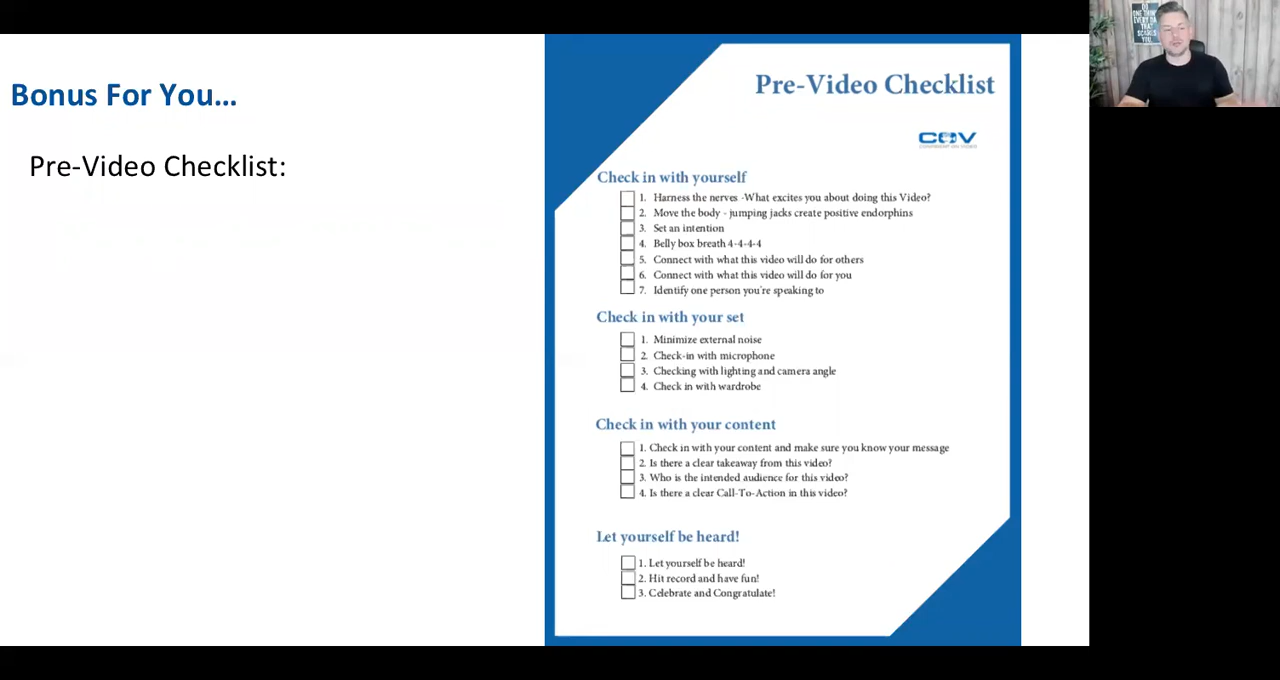 Bonus For You...
Pre-Video Checklist:
Pre-Video Checklist
COV
Check in with yourself
1. Harness the nerves -What excites you about doing this Video?
2. Move the body - jumping jacks create positive endorphins
3. Set an intention
4. Belly box breath 4-4-4-4
5. Connect with what this video will do for others
6. Connect with what this video will do for you
7. Identify one person you're speaking to
Check in with your set
1. Minimize external noise
2. Check-in with microphone
3. Checking with lighting and camera angle
4. Check in with wardrobe
Check in with your content
1. Check in with your content and make sure you know your message
2. Is there a clear takeaway from this video?
3. Who is the intended audience for this video?
4. Is there a clear Call-To-Action in this video?
Let yourself be heard!
1. Let yourself be heard!
2. Hit record and have fun!
3. Celebrate and Congratulate!
DO
ONE THING
EVERY DAY
THAT
SCARES
YOU.